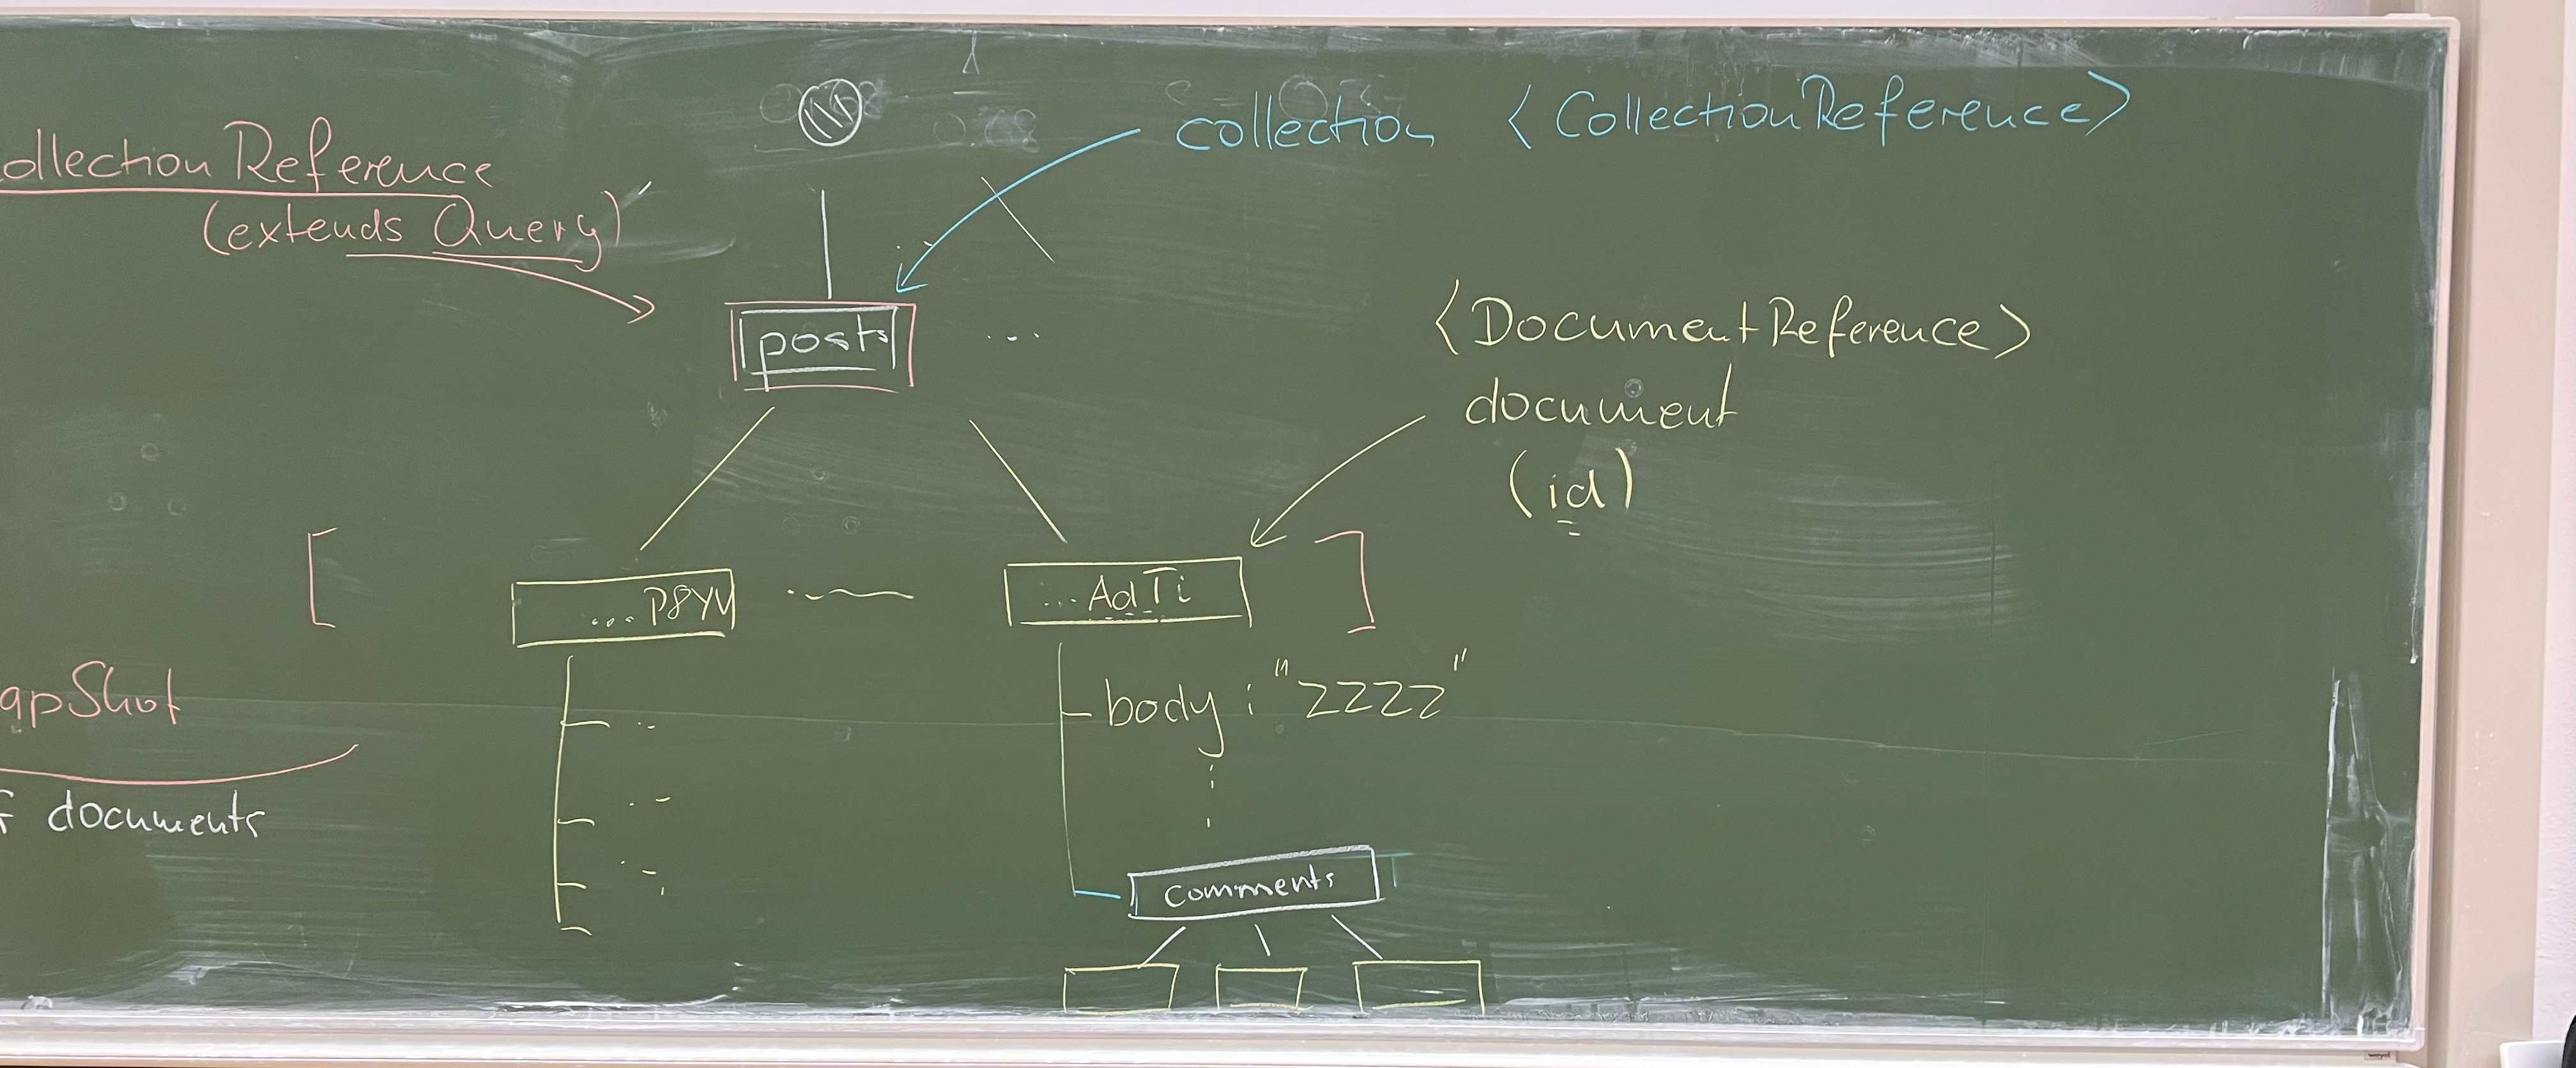 collection <CollectionReference>
ollectionReference
(extends Query)
posts ...
<DocumentReference>
document
(id)
[ ...P8YV ... AdTi ]
apShot
body : "zzzz"
f documents
comments